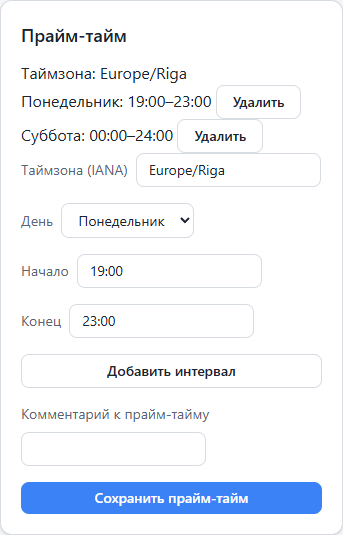 Прайм-тайм
Таймзона: Europe/Riga
Понедельник: 19:00–23:00 Удалить
Суббота: 00:00–24:00 Удалить
Таймзона (IANA) Europe/Riga
День Понедельник
Начало 19:00
Конец 23:00
Добавить интервал
Комментарий к прайм-тайму
Сохранить прайм-тайм